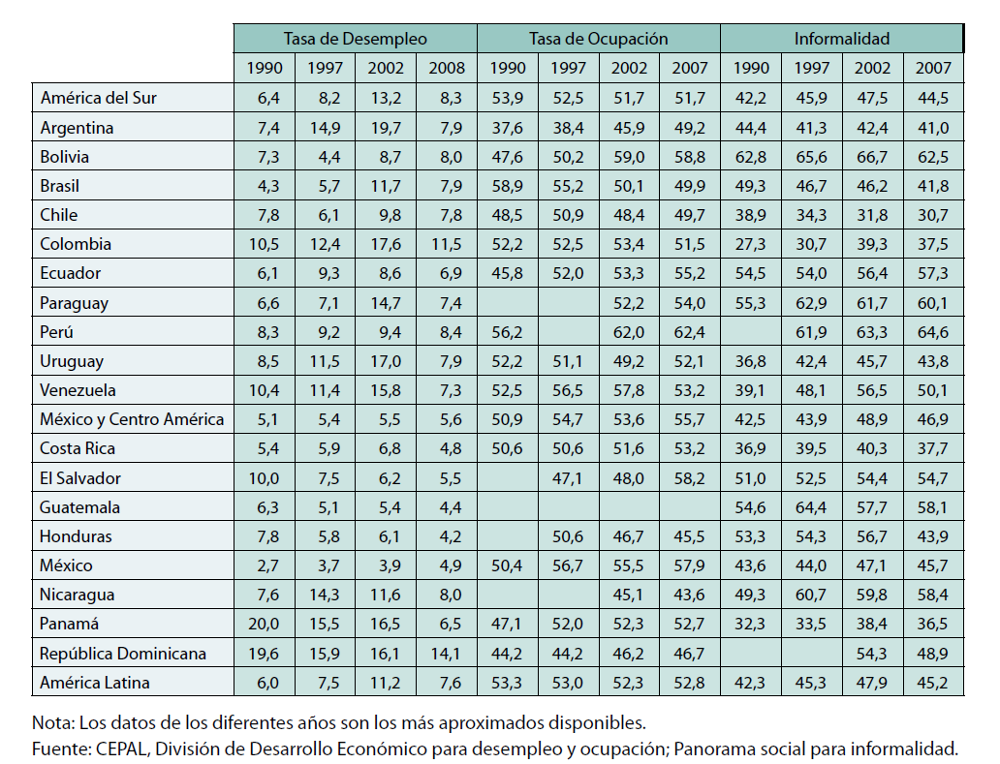 Tasa de Desempleo Tasa de Ocupación Informalidad
1990 1997 2002 2008 1990 1997 2002 2007 1990 1997 2002 2007
América del Sur 6,4 8,2 13,2 8,3 53,9 52,5 51,7 51,7 42,2 45,9 47,5 44,5
Argentina 7,4 14,9 19,7 7,9 37,6 38,4 45,9 49,2 44,4 41,3 42,4 41,0
Bolivia 7,3 4,4 8,7 8,0 47,6 50,2 59,0 58,8 62,8 65,6 66,7 62,5
Brasil 4,3 5,7 11,7 7,9 58,9 55,2 50,1 49,9 49,3 46,7 46,2 41,8
Chile 7,8 6,1 9,8 7,8 48,5 50,9 48,4 49,7 38,9 34,3 31,8 30,7
Colombia 10,5 12,4 17,6 11,5 52,2 52,5 53,4 51,5 27,3 30,7 39,3 37,5
Ecuador 6,1 9,3 8,6 6,9 45,8 52,0 53,3 55,2 54,5 54,0 56,4 57,3
Paraguay 6,6 7,1 14,7 7,4 52,2 54,0 55,3 62,9 61,7 60,1
Perú 8,3 9,2 9,4 8,4 56,2 62,0 62,4 61,9 63,3 64,6
Uruguay 8,5 11,5 17,0 7,9 52,2 51,1 49,2 52,1 36,8 42,4 45,7 43,8
Venezuela 10,4 11,4 15,8 7,3 52,5 56,5 57,8 53,2 39,1 48,1 56,5 50,1
México y Centro América 5,1 5,4 5,5 5,6 50,9 54,7 53,6 55,7 42,5 43,9 48,9 46,9
Costa Rica 5,4 5,9 6,8 4,8 50,6 50,6 51,6 53,2 36,9 39,5 40,3 37,7
El Salvador 10,0 7,5 6,2 5,5 47,1 48,0 58,2 51,0 52,5 54,4 54,7
Guatemala 6,3 5,1 5,4 4,4 54,6 64,4 57,7 58,1
Honduras 7,8 5,8 6,1 4,2 50,6 46,7 45,5 53,3 54,3 56,7 43,9
México 2,7 3,7 3,9 4,9 50,4 56,7 55,5 57,9 43,6 44,0 47,1 45,7
Nicaragua 7,6 14,3 11,6 8,0 45,1 43,6 49,3 60,7 59,8 58,4
Panamá 20,0 15,5 16,5 6,5 47,1 52,0 52,3 52,7 32,3 33,5 38,4 36,5
República Dominicana 19,6 15,9 16,1 14,1 44,2 44,2 46,2 46,7 54,3 48,9
América Latina 6,0 7,5 11,2 7,6 53,3 53,0 52,3 52,8 42,3 45,3 47,9 45,2
Nota: Los datos de los diferentes años son los más aproximados disponibles.
Fuente: CEPAL, División de Desarrollo Económico para desempleo y ocupación; Panorama social para informalidad.